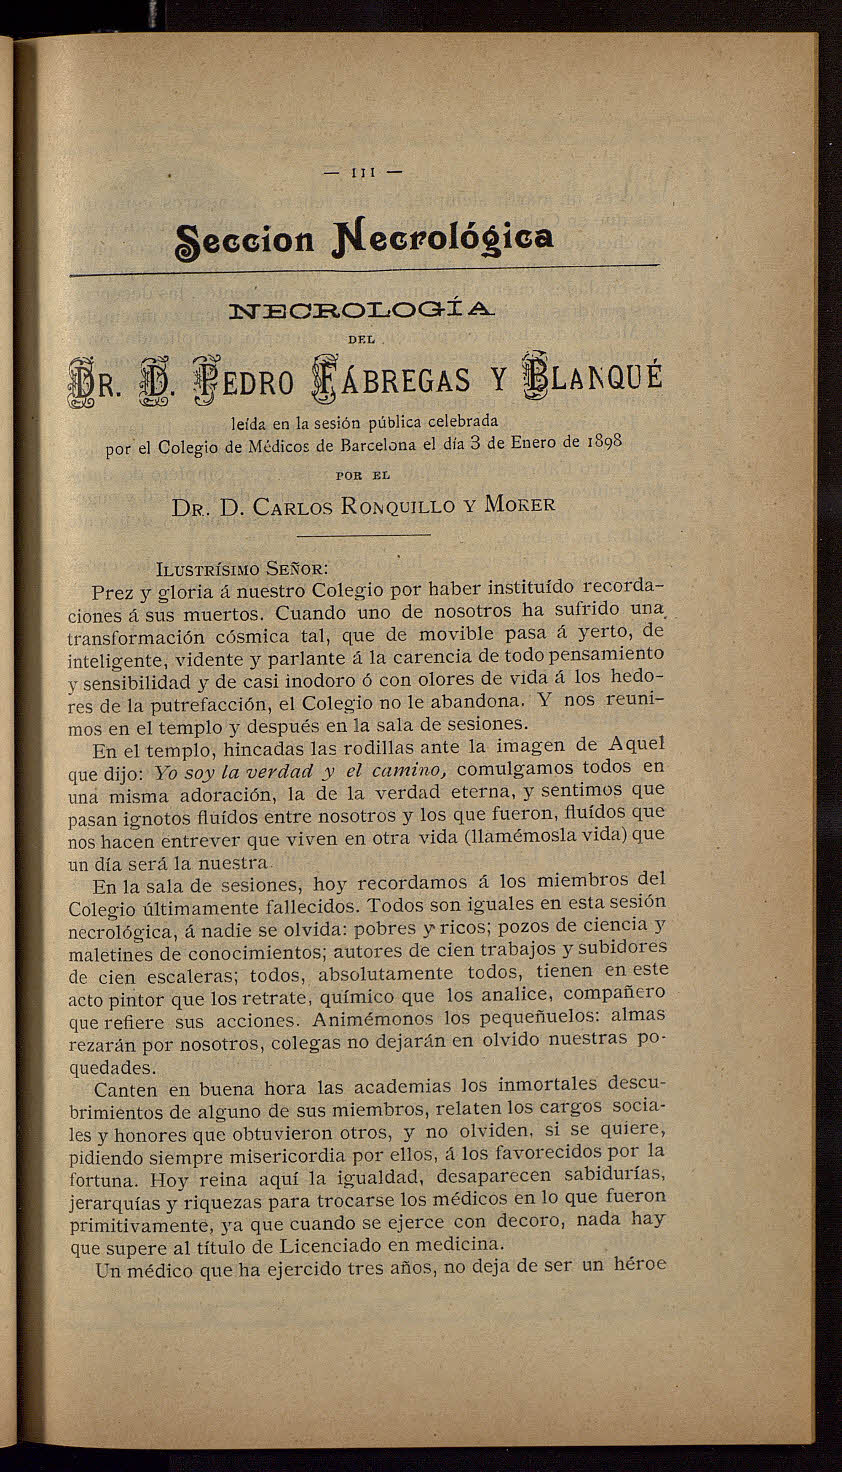 — 111 —
Seccion Necrológica
NECROLOGÍA
DEL
DR. D. PEDRO FÁBREGAS Y BLANQUÉ
leída en la sesión pública celebrada
por el Colegio de Médicos de Barcelona el día 3 de Enero de 1898
POR EL
DR. D. CARLOS RONQUILLO Y MORER
ILUSTRÍSIMO SEÑOR:
Prez y gloria á nuestro Colegio por haber instituído recorda-
ciones á sus muertos. Cuando uno de nosotros ha sufrido una
transformación cósmica tal, que de movible pasa á yerto, de
inteligente, vidente y parlante á la carencia de todo pensamiento
y sensibilidad y de casi inodoro ó con olores de vida á los hedo-
res de la putrefacción, el Colegio no le abandona. Y nos reuni-
mos en el templo y después en la sala de sesiones.
En el templo, hincadas las rodillas ante la imagen de Aquel
que dijo: Yo soy la verdad y el camino, comulgamos todos en
una misma adoración, la de la verdad eterna, y sentimos que
pasan ignotos fluídos entre nosotros y los que fueron, fluídos que
nos hacen entrever que viven en otra vida (llamémosla vida) que
un día será la nuestra.
En la sala de sesiones, hoy recordamos á los miembros del
Colegio últimamente fallecidos. Todos son iguales en esta sesión
necrológica, á nadie se olvida: pobres y ricos; pozos de ciencia y
maletines de conocimientos; autores de cien trabajos y subidores
de cien escaleras; todos, absolutamente todos, tienen en este
acto pintor que los retrate, químico que los analice, compañero
que refiere sus acciones. Animémonos los pequeñuelos: almas
rezarán por nosotros, colegas no dejarán en olvido nuestras po-
quedades.
Canten en buena hora las academias los inmortales descu-
brimientos de alguno de sus miembros, relaten los cargos socia-
les y honores que obtuvieron otros, y no olviden, si se quiere,
pidiendo siempre misericordia por ellos, á los favorecidos por la
fortuna. Hoy reina aquí la igualdad, desaparecen sabidurías,
jerarquías y riquezas para trocarse los médicos en lo que fueron
primitivamente, ya que cuando se ejerce con decoro, nada hay
que supere al título de Licenciado en medicina.
Un médico que ha ejercido tres años, no deja de ser un héroe